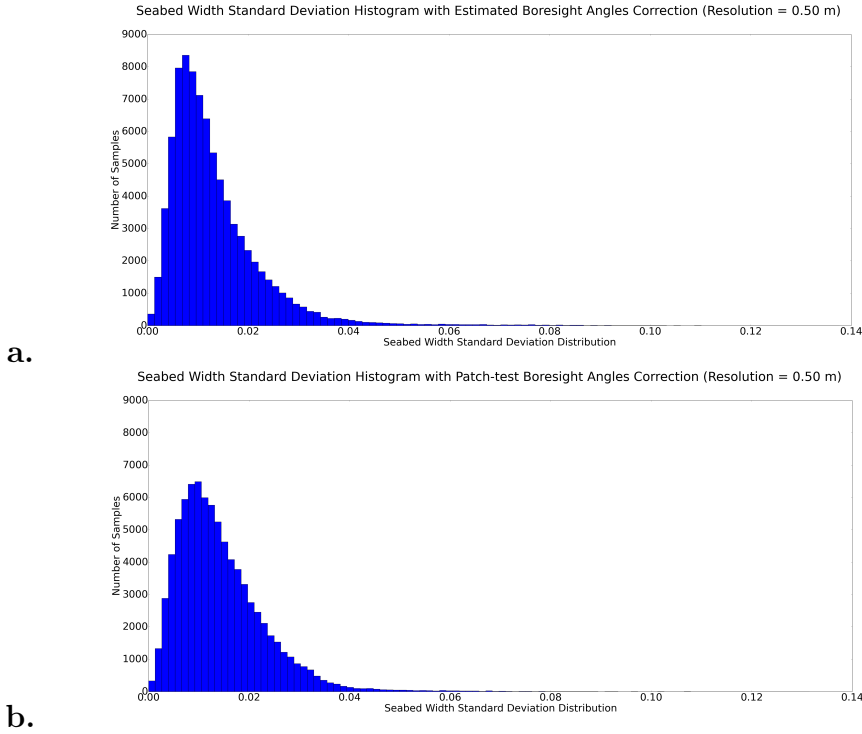 Seabed Width Standard Deviation Histogram with Estimated Boresight Angles Correction (Resolution = 0.50 m)
9000
8000
7000
6000
5000
4000
3000
2000
1000
0
Number of Samples
0.00 0.02 0.04 0.06 0.08 0.10 0.12 0.14
Seabed Width Standard Deviation Distribution
a.
Seabed Width Standard Deviation Histogram with Patch-test Boresight Angles Correction (Resolution = 0.50 m)
9000
8000
7000
6000
5000
4000
3000
2000
1000
0
Number of Samples
0.00 0.02 0.04 0.06 0.08 0.10 0.12 0.14
Seabed Width Standard Deviation Distribution
b.